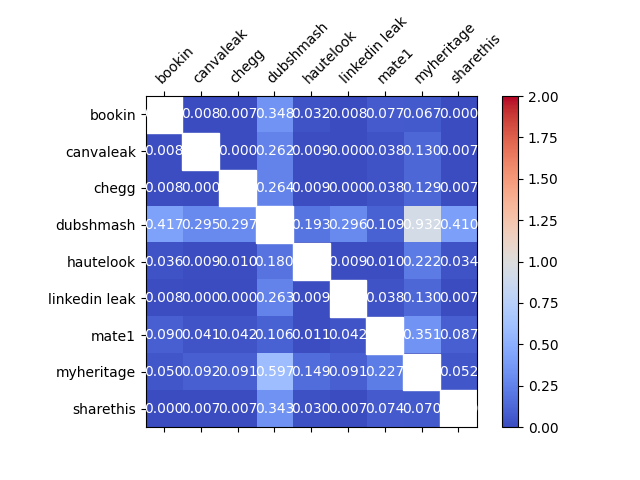 bookin canvaleak chegg dubshmash hautelook linkedin leak mate1 myheritage sharethis
bookin 0.008 0.007 0.348 0.032 0.008 0.077 0.067 0.000
canvaleak 0.008 0.000 0.262 0.009 0.000 0.038 0.130 0.007
chegg 0.008 0.000 0.264 0.009 0.000 0.038 0.129 0.007
dubshmash 0.417 0.295 0.297 0.193 0.296 0.109 0.932 0.410
hautelook 0.036 0.009 0.010 0.180 0.009 0.010 0.222 0.034
linkedin leak 0.008 0.000 0.000 0.263 0.009 0.038 0.130 0.007
mate1 0.090 0.041 0.042 0.106 0.011 0.042 0.351 0.087
myheritage 0.050 0.092 0.091 0.597 0.149 0.091 0.227 0.052
sharethis 0.000 0.007 0.007 0.343 0.030 0.007 0.074 0.070
2.00
1.75
1.50
1.25
1.00
0.75
0.50
0.25
0.00